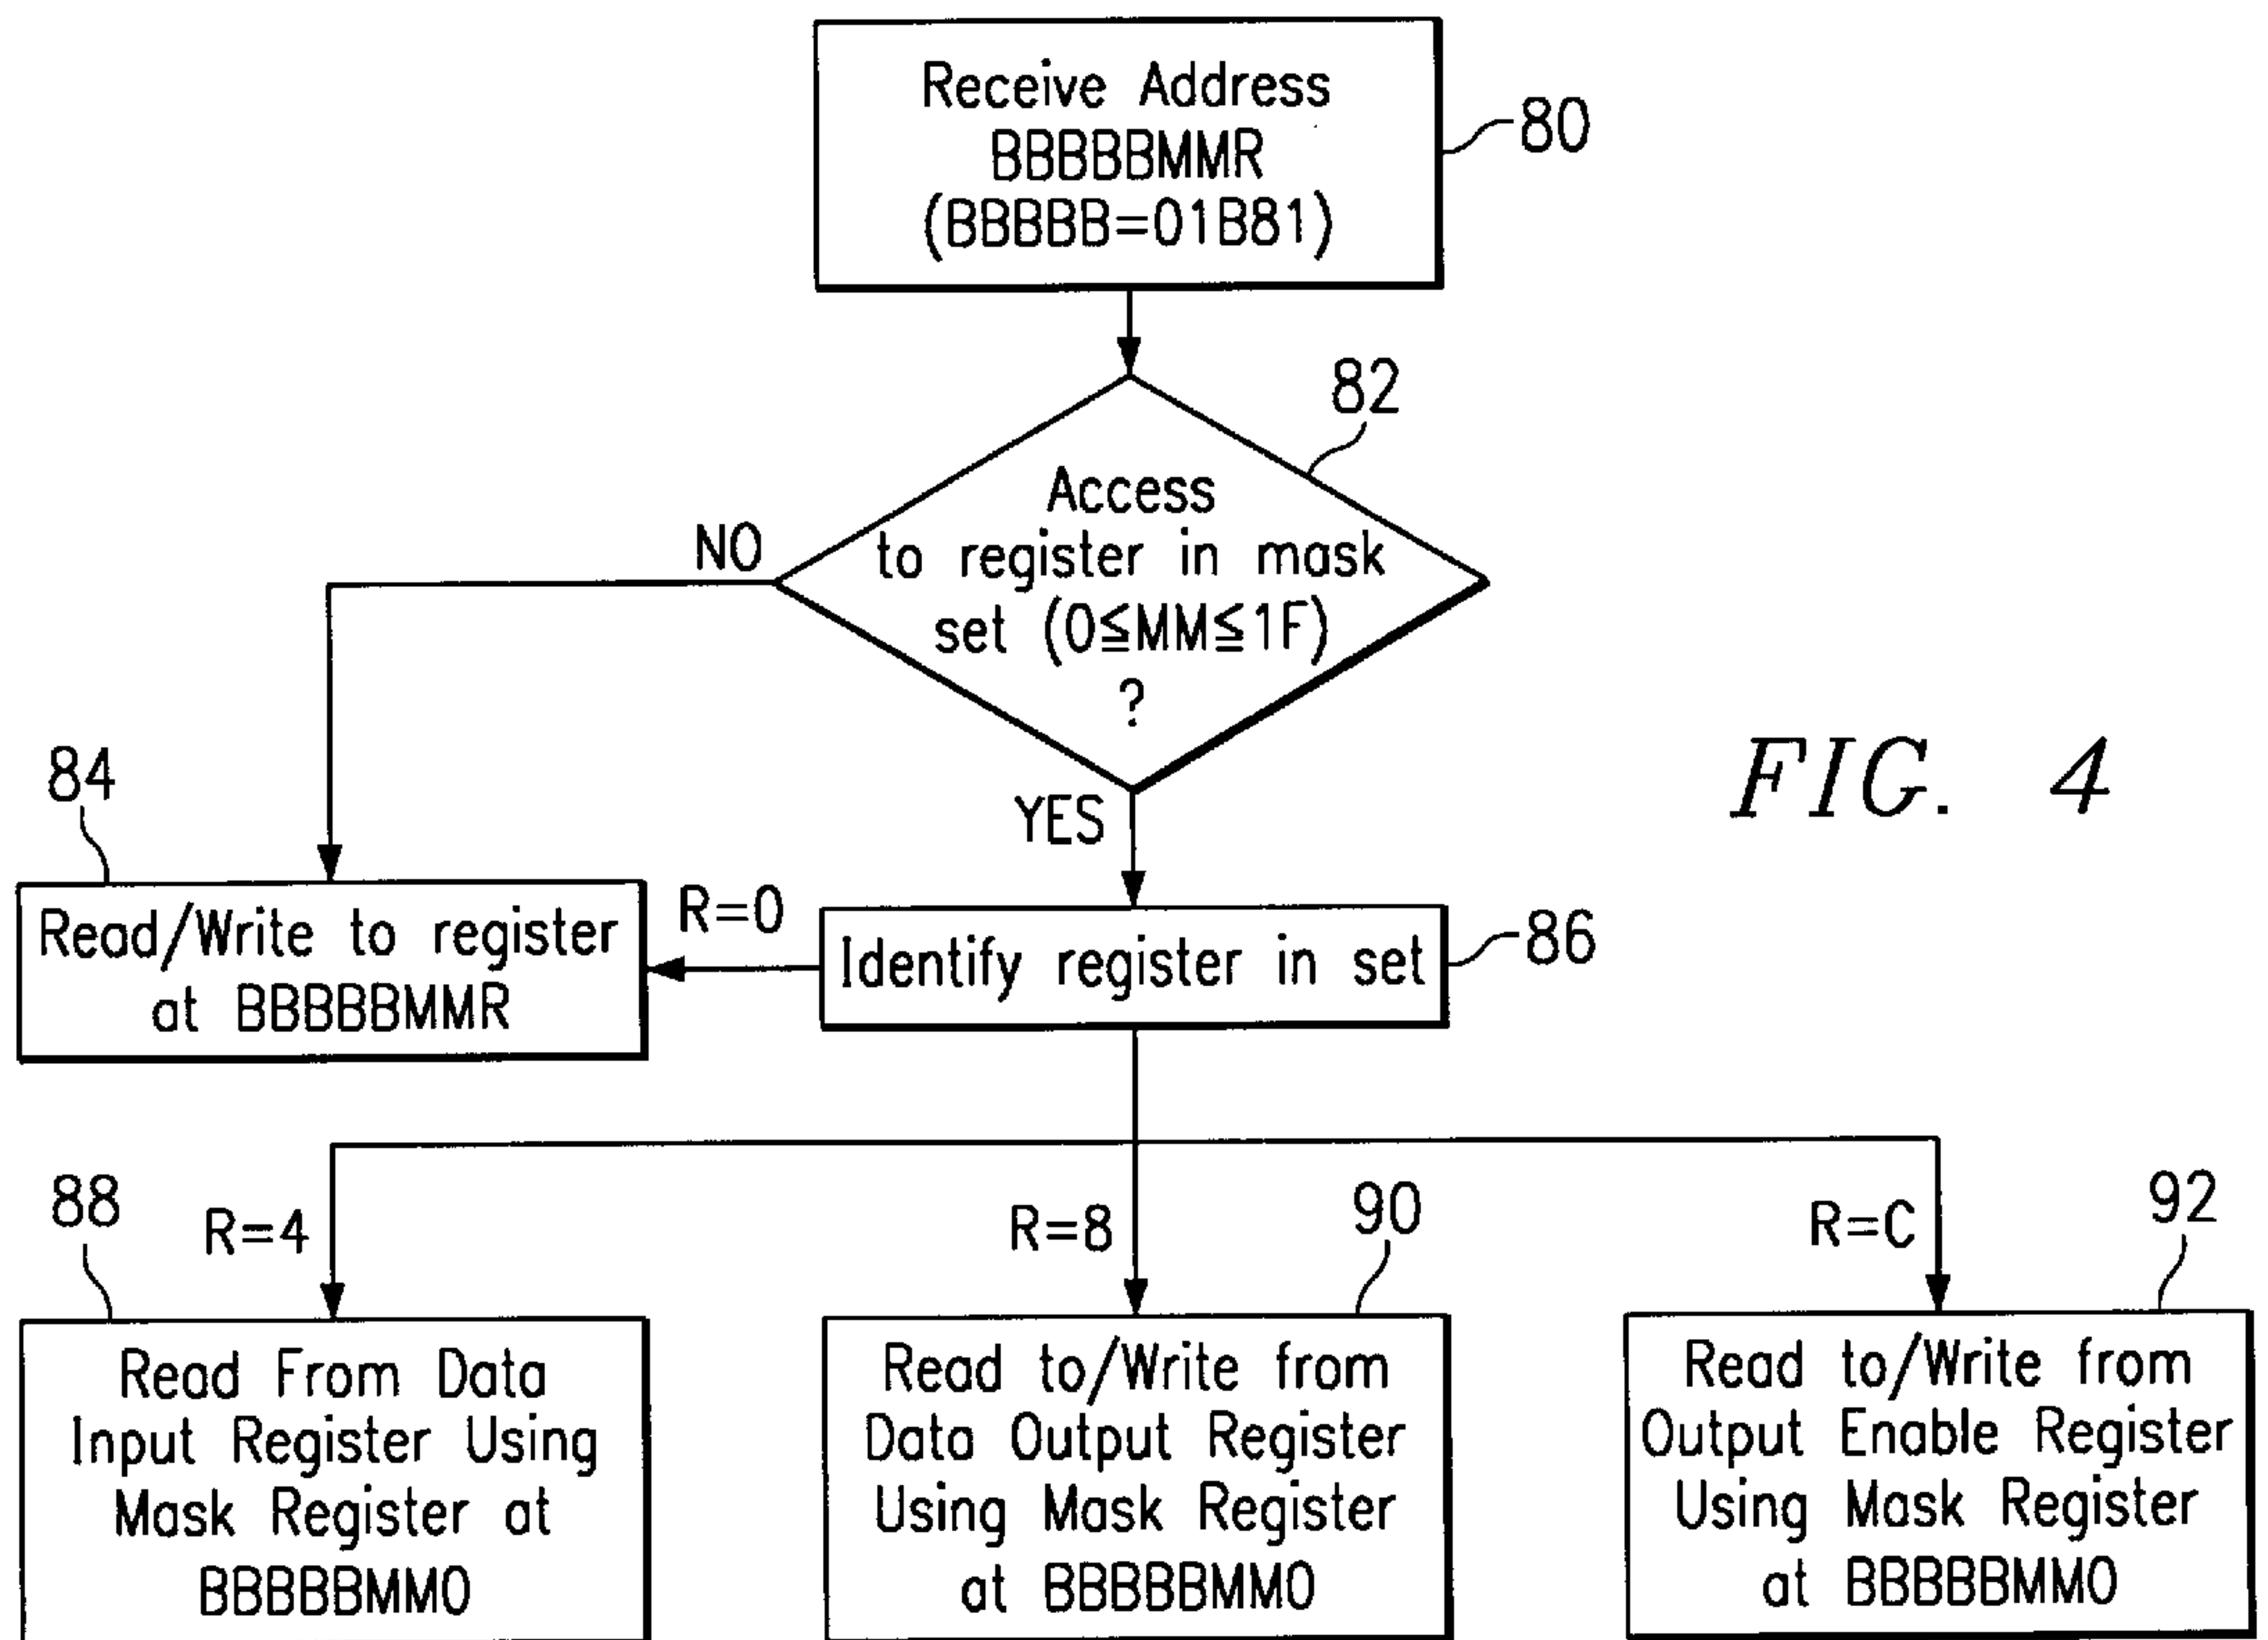 Receive Address
BBBBBMMR
(BBBBB=01B81)
80
82
Access
to register in mask
set (0≦MM≦1F)
?
NO
YES
FIG. 4
84
Read/Write to register
at BBBBBMMR
R=0
Identify register in set
86
88
R=4
Read From Data
Input Register Using
Mask Register at
BBBBBMM0
R=8
90
Read to/Write from
Data Output Register
Using Mask Register
at BBBBBMM0
R=C
92
Read to/Write from
Output Enable Register
Using Mask Register
at BBBBBMM0